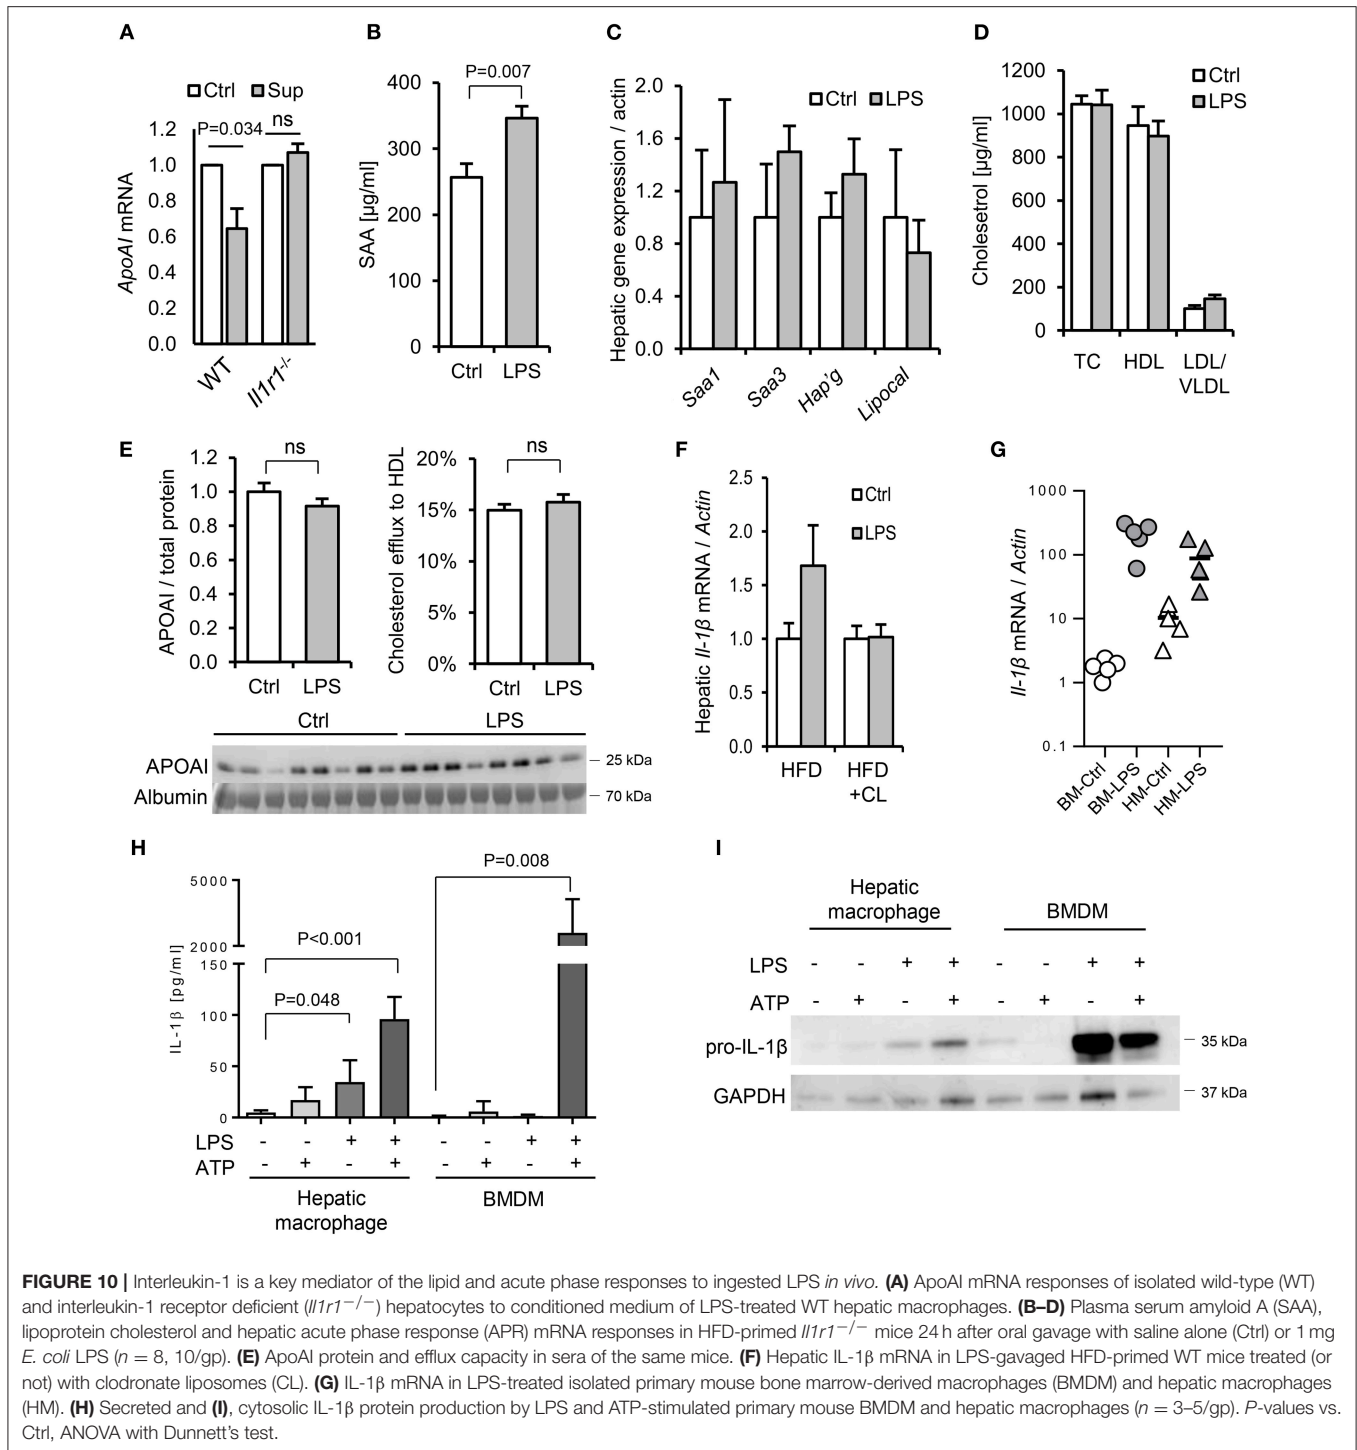 A
Ctrl Sup
P=0.034 ns
ApoAI mRNA
1.2
1.0
0.8
0.6
0.4
0.2
0.0
WT Il1r1-/-
B
P=0.007
SAA [µg/ml]
400
300
200
100
0
Ctrl LPS
C
Ctrl LPS
Hepatic gene expression / actin
2.0
1.6
1.2
0.8
0.4
0.0
Saa1 Saa3 Hap'g Lipocal
D
Ctrl
LPS
Cholesetrol [µg/ml]
1200
1000
800
600
400
200
0
TC HDL LDL/
VLDL
E
ns
APOAI / total protein
1.2
1.0
0.8
0.6
0.4
0.2
0.0
Ctrl LPS
ns
Cholesterol efflux to HDL
20%
15%
10%
5%
0%
Ctrl LPS
Ctrl LPS
APOAI 25 kDa
Albumin 70 kDa
F
Ctrl
LPS
Hepatic Il-1β mRNA / Actin
2.5
2.0
1.5
1.0
0.5
0.0
HFD HFD
+CL
G
Il-1β mRNA / Actin
1000
100
10
1
0.1
BM-Ctrl BM-LPS HM-Ctrl HM-LPS
H
P=0.008
P<0.001
P=0.048
IL-1β [pg/ml]
5000
2000
150
100
50
0
LPS - - + + - - + +
ATP - + - + - + - +
Hepatic
macrophage
BMDM
I
Hepatic
macrophage
BMDM
LPS - - + + - - + +
ATP - + - + - + - +
pro-IL-1β 35 kDa
GAPDH 37 kDa
FIGURE 10 | Interleukin-1 is a key mediator of the lipid and acute phase responses to ingested LPS in vivo. (A) ApoAI mRNA responses of isolated wild-type (WT)
and interleukin-1 receptor deficient (Il1r1−/−) hepatocytes to conditioned medium of LPS-treated WT hepatic macrophages. (B–D) Plasma serum amyloid A (SAA),
lipoprotein cholesterol and hepatic acute phase response (APR) mRNA responses in HFD-primed Il1r1−/− mice 24 h after oral gavage with saline alone (Ctrl) or 1 mg
E. coli LPS (n = 8, 10/gp). (E) ApoAI protein and efflux capacity in sera of the same mice. (F) Hepatic IL-1β mRNA in LPS-gavaged HFD-primed WT mice treated (or
not) with clodronate liposomes (CL). (G) IL-1β mRNA in LPS-treated isolated primary mouse bone marrow-derived macrophages (BMDM) and hepatic macrophages
(HM). (H) Secreted and (I), cytosolic IL-1β protein production by LPS and ATP-stimulated primary mouse BMDM and hepatic macrophages (n = 3–5/gp). P-values vs.
Ctrl, ANOVA with Dunnett's test.